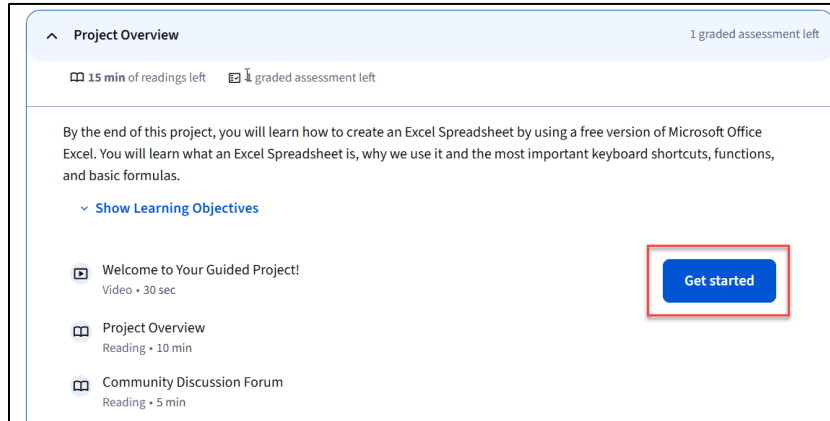 Project Overview
1 graded assessment left
15 min of readings left
1 graded assessment left
By the end of this project, you will learn how to create an Excel Spreadsheet by using a free version of Microsoft Office
Excel. You will learn what an Excel Spreadsheet is, why we use it and the most important keyboard shortcuts, functions,
and basic formulas.
Show Learning Objectives
Welcome to Your Guided Project!
Video • 30 sec
Get started
Project Overview
Reading • 10 min
Community Discussion Forum
Reading • 5 min